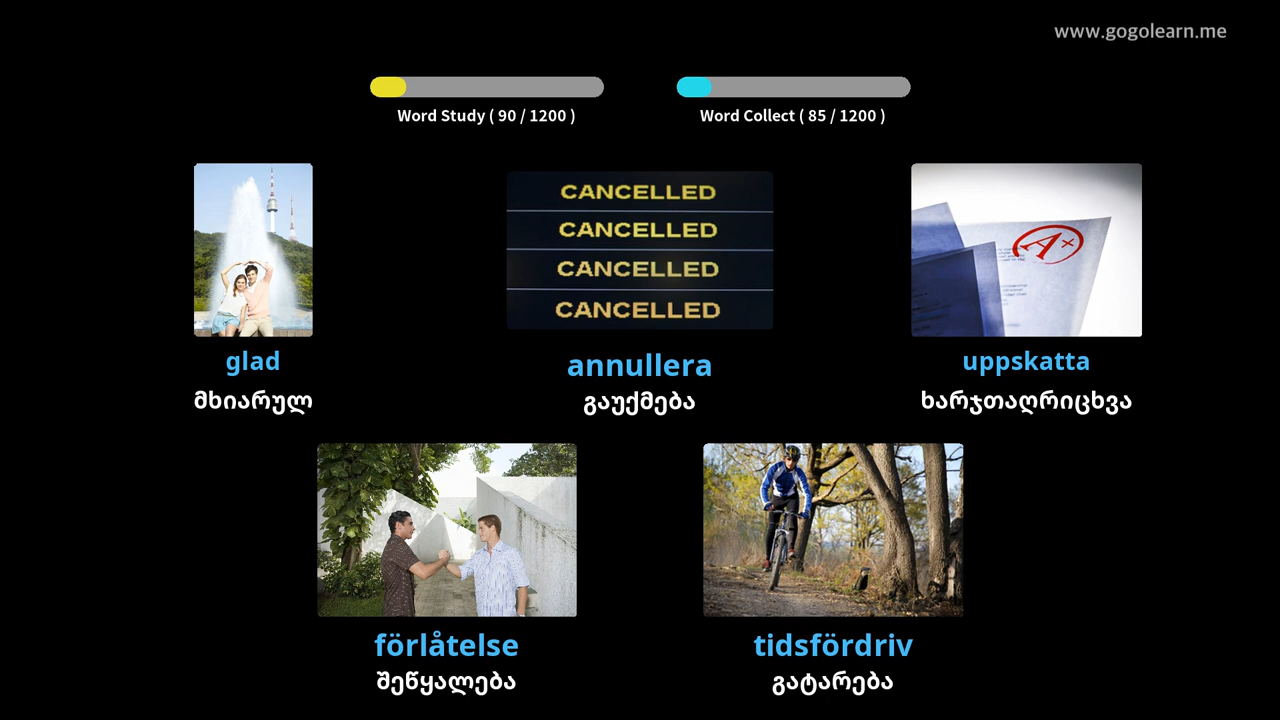 www.gogolearn.me
Word Study ( 90 / 1200 )
Word Collect ( 85 / 1200 )
CANCELLED
CANCELLED
CANCELLED
CANCELLED
A+
glad
annullera
uppskatta
მხიარულ
გაუქმება
ხარჯთაღრიცხვა
förlåtelse
tidsfördriv
შეწყალება
გატარება